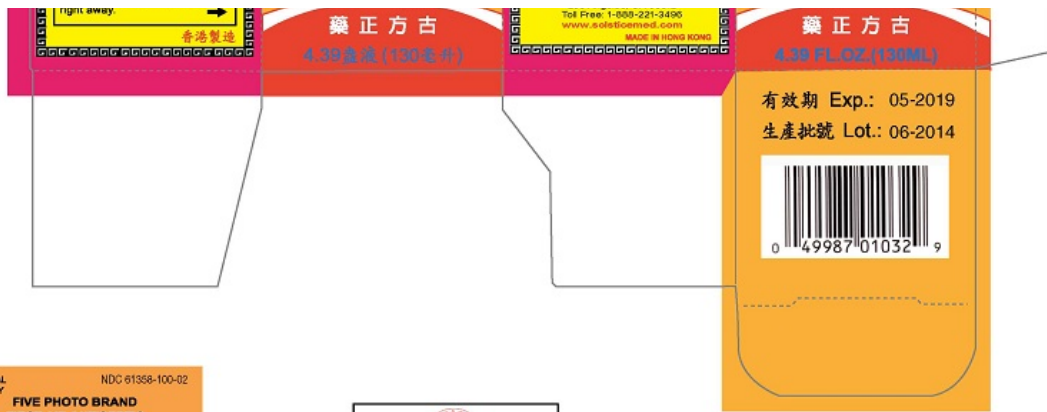 right away.
香港製造
藥正方古
4.39盎液(130毫升)
Toll Free: 1-888-221-3496
www.solsticemed.com
MADE IN HONG KONG
藥正方古
4.39 FL.OZ.(130ML)
有效期 Exp.: 05-2019
生產批號 Lot.: 06-2014
0 49987 01032 9
NDC 61358-100-02
FIVE PHOTO BRAND